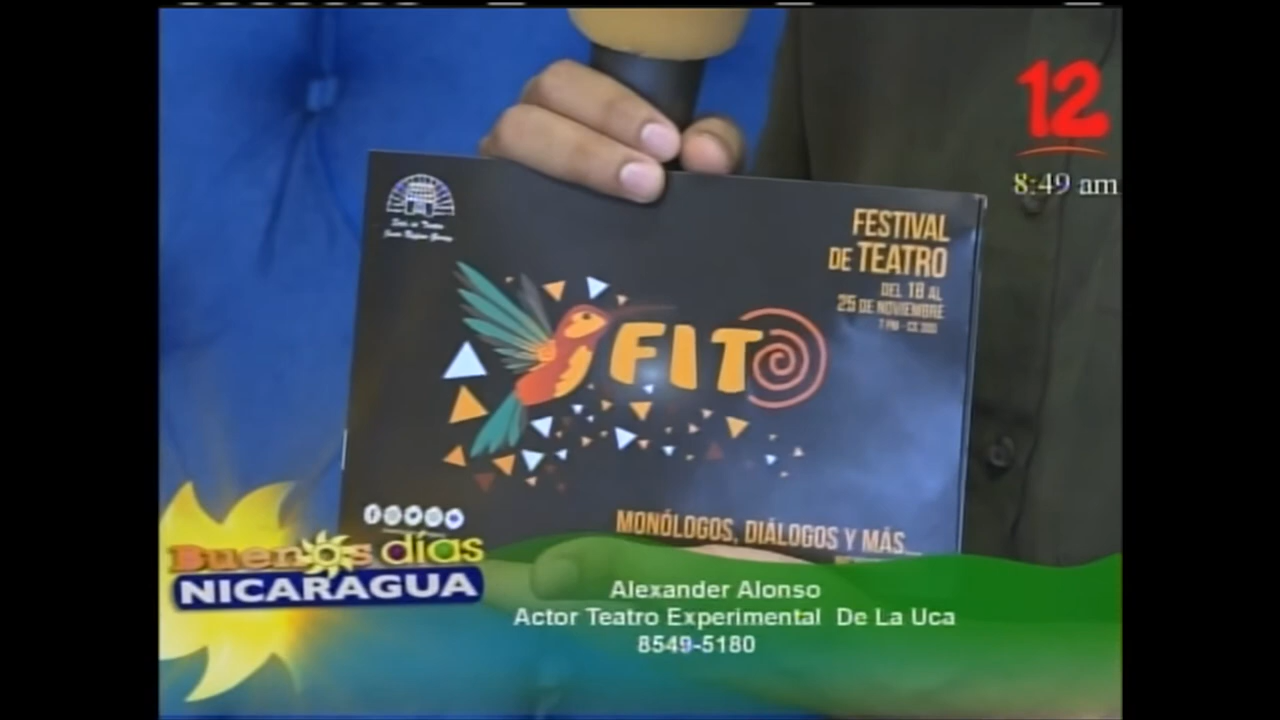 12
8:49 am
FESTIVAL
DE TEATRO
DEL 18 AL
25 DE NOVIEMBRE
FITO
MONÓLOGOS, DIÁLOGOS Y MÁS...
Buenos días
NICARAGUA
Alexander Alonso
Actor Teatro Experimental De La Uca
8549-5180